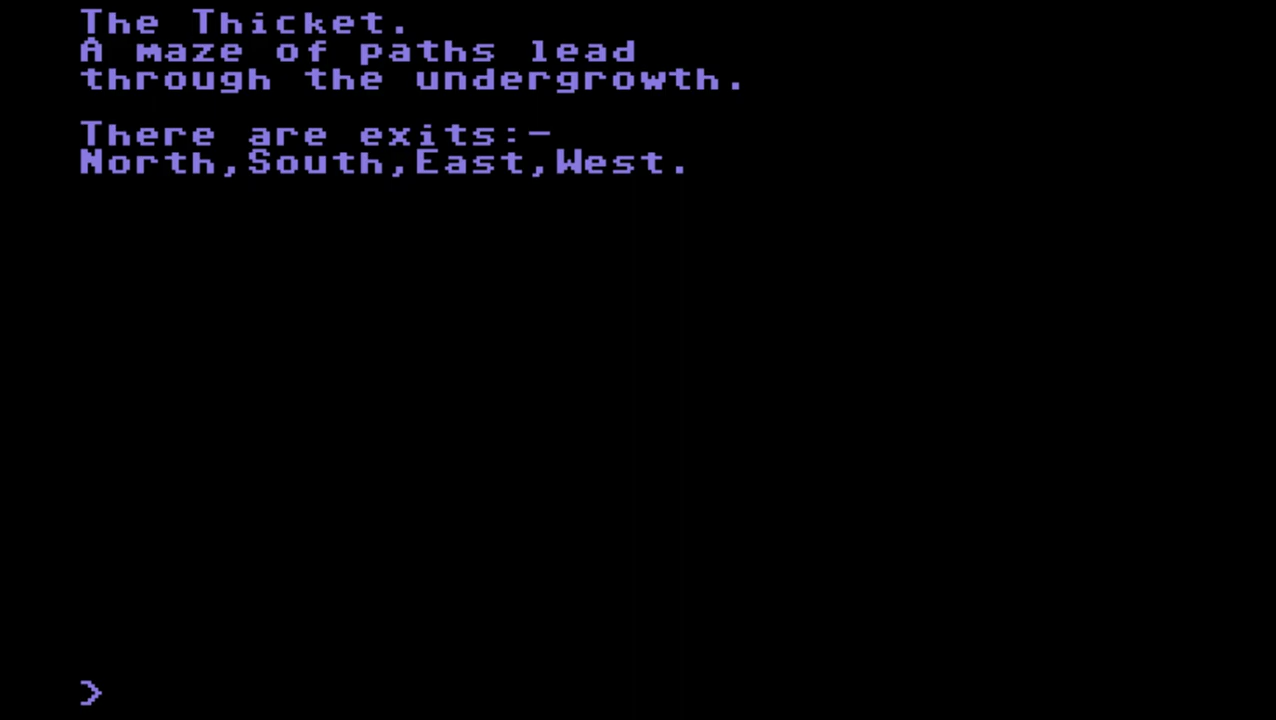 The Thicket.
A maze of paths lead
through the undergrowth.
There are exits:-
North,South,East,West.
>